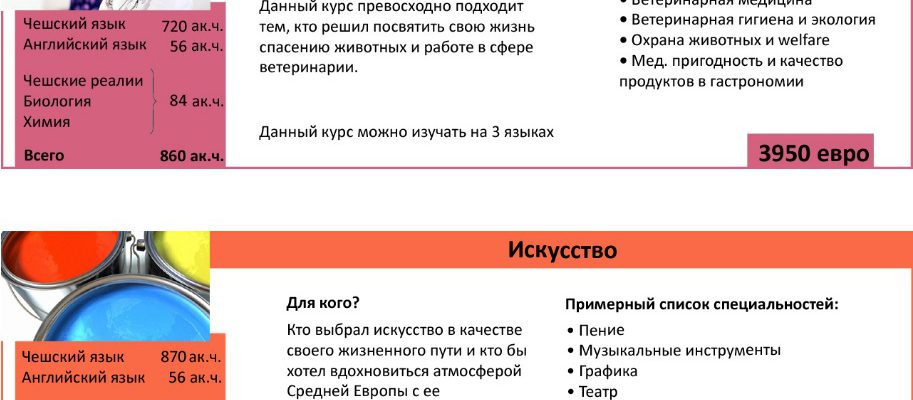 Чешский язык 720 ак.ч.
Английский язык 56 ак.ч.
Чешские реалии
Биология 84 ак.ч.
Химия
Всего 860 ак.ч.
Данный курс превосходно подходит
тем, кто решил посвятить свою жизнь
спасению животных и работе в сфере
ветеринарии.
Данный курс можно изучать на 3 языках
• Ветеринарная медицина
• Ветеринарная гигиена и экология
• Охрана животных и welfare
• Мед. пригодность и качество
продуктов в гастрономии
3950 евро
Искусство
Чешский язык 870 ак.ч.
Английский язык 56 ак.ч.
Для кого?
Кто выбрал искусство в качестве
своего жизненного пути и кто бы
хотел вдохновиться атмосферой
Средней Европы с ее
Примерный список специальностей:
• Пение
• Музыкальные инструменты
• Графика
• Театр